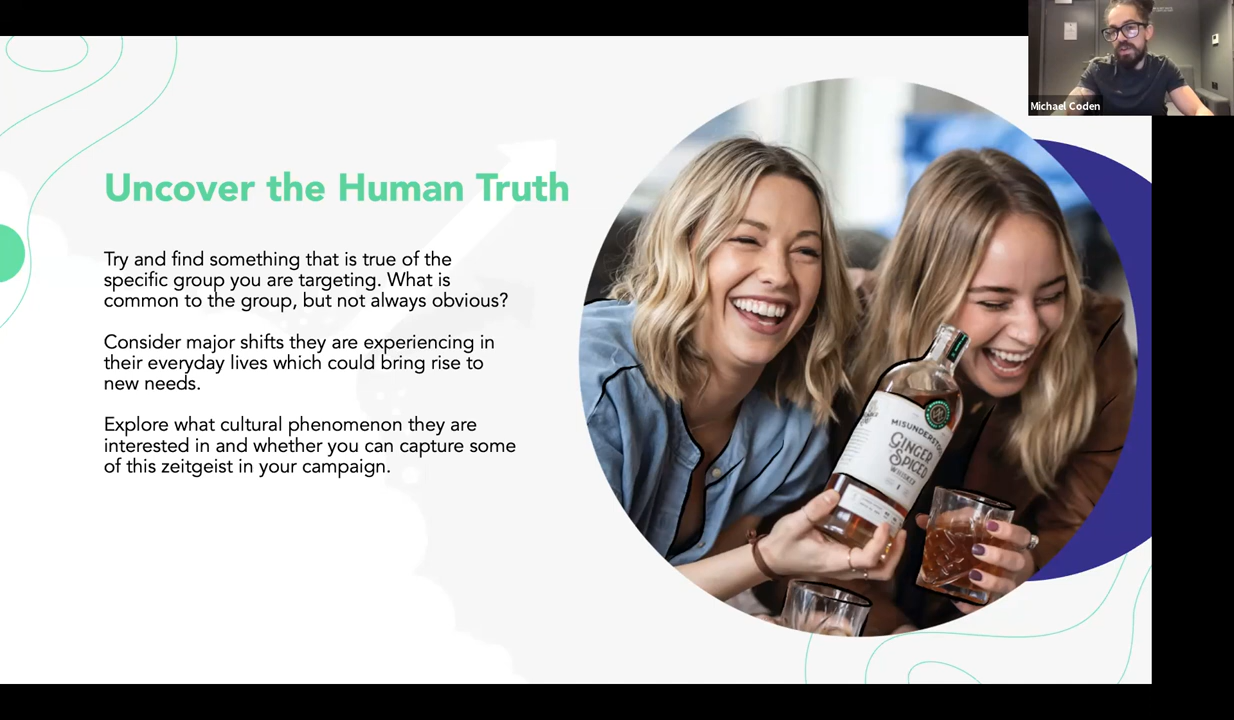 Michael Coden
Uncover the Human Truth
Try and find something that is true of the
specific group you are targeting. What is
common to the group, but not always obvious?
Consider major shifts they are experiencing in
their everyday lives which could bring rise to
new needs.
Explore what cultural phenomenon they are
interested in and whether you can capture some
of this zeitgeist in your campaign.
MISUNDERSTOOD
GINGER
SPICED
WHISKEY